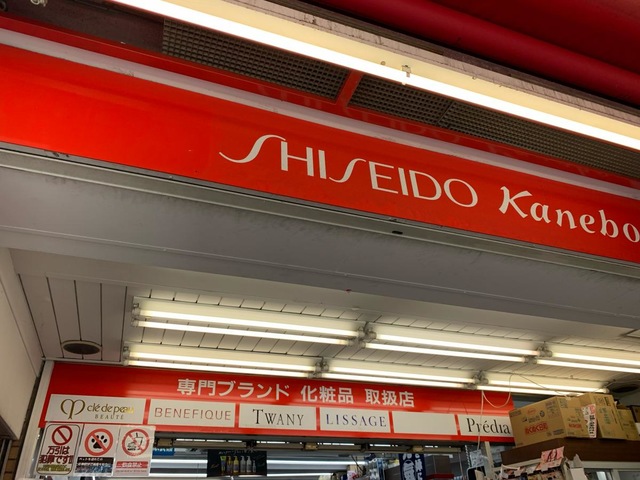 SHISEIDO Kanebo
専門ブランド 化粧品 取扱店
clé de peau
BEAUTÉ
BENEFIQUE
TWANY
LISSAGE
Prédia
万引は